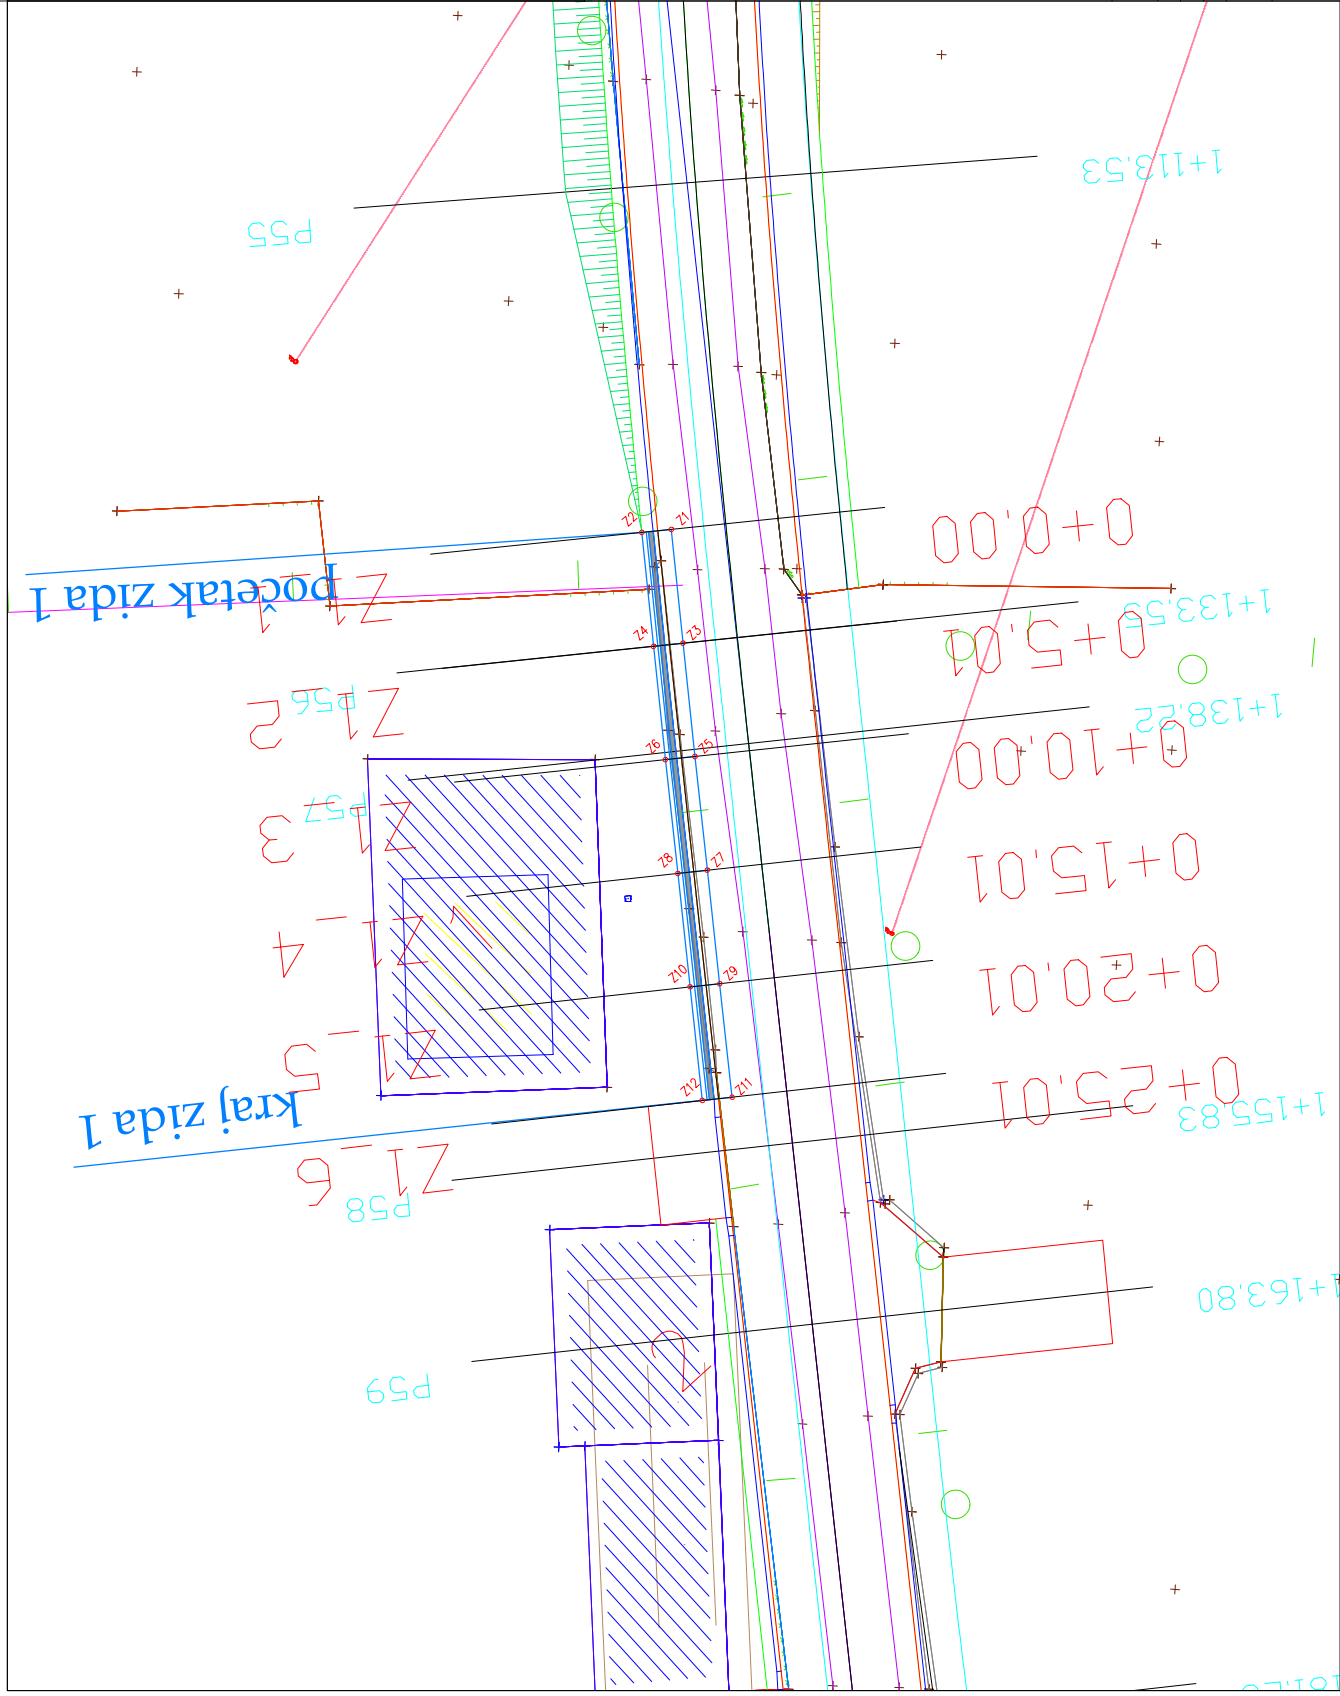 P55
1+113.53
Z2
Z1
0+0.00
početak zida 1
Z1_1
1+133.55
Z4
Z3
0+5.01
P56
Z1_2
1+138.22
Z6
Z5
0+10.00
P57
Z1_3
Z8
Z7
0+15.01
1
Z1_4
Z10
Z9
0+20.01
Z1_5
Z12
Z11
0+25.01
kraj zida 1
1+155.83
Z1_6
P58
1+163.80
2
P59